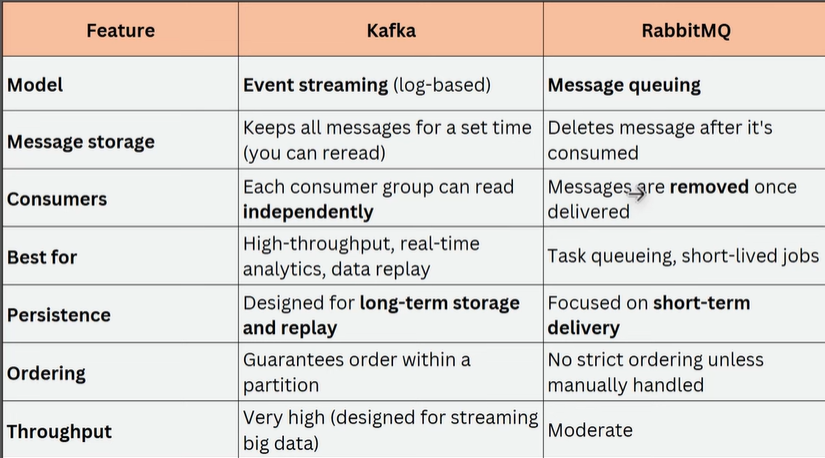 Feature Kafka RabbitMQ
Model Event streaming (log-based) Message queuing
Message storage
Keeps all messages for a set time
(you can reread)
Deletes message after it's
consumed
Consumers
Each consumer group can read
independently
Messages are removed once
delivered
Best for
High-throughput, real-time
analytics, data replay
Task queueing, short-lived jobs
Persistence
Designed for long-term storage
and replay
Focused on short-term
delivery
Ordering
Guarantees order within a
partition
No strict ordering unless
manually handled
Throughput
Very high (designed for streaming
big data)
Moderate